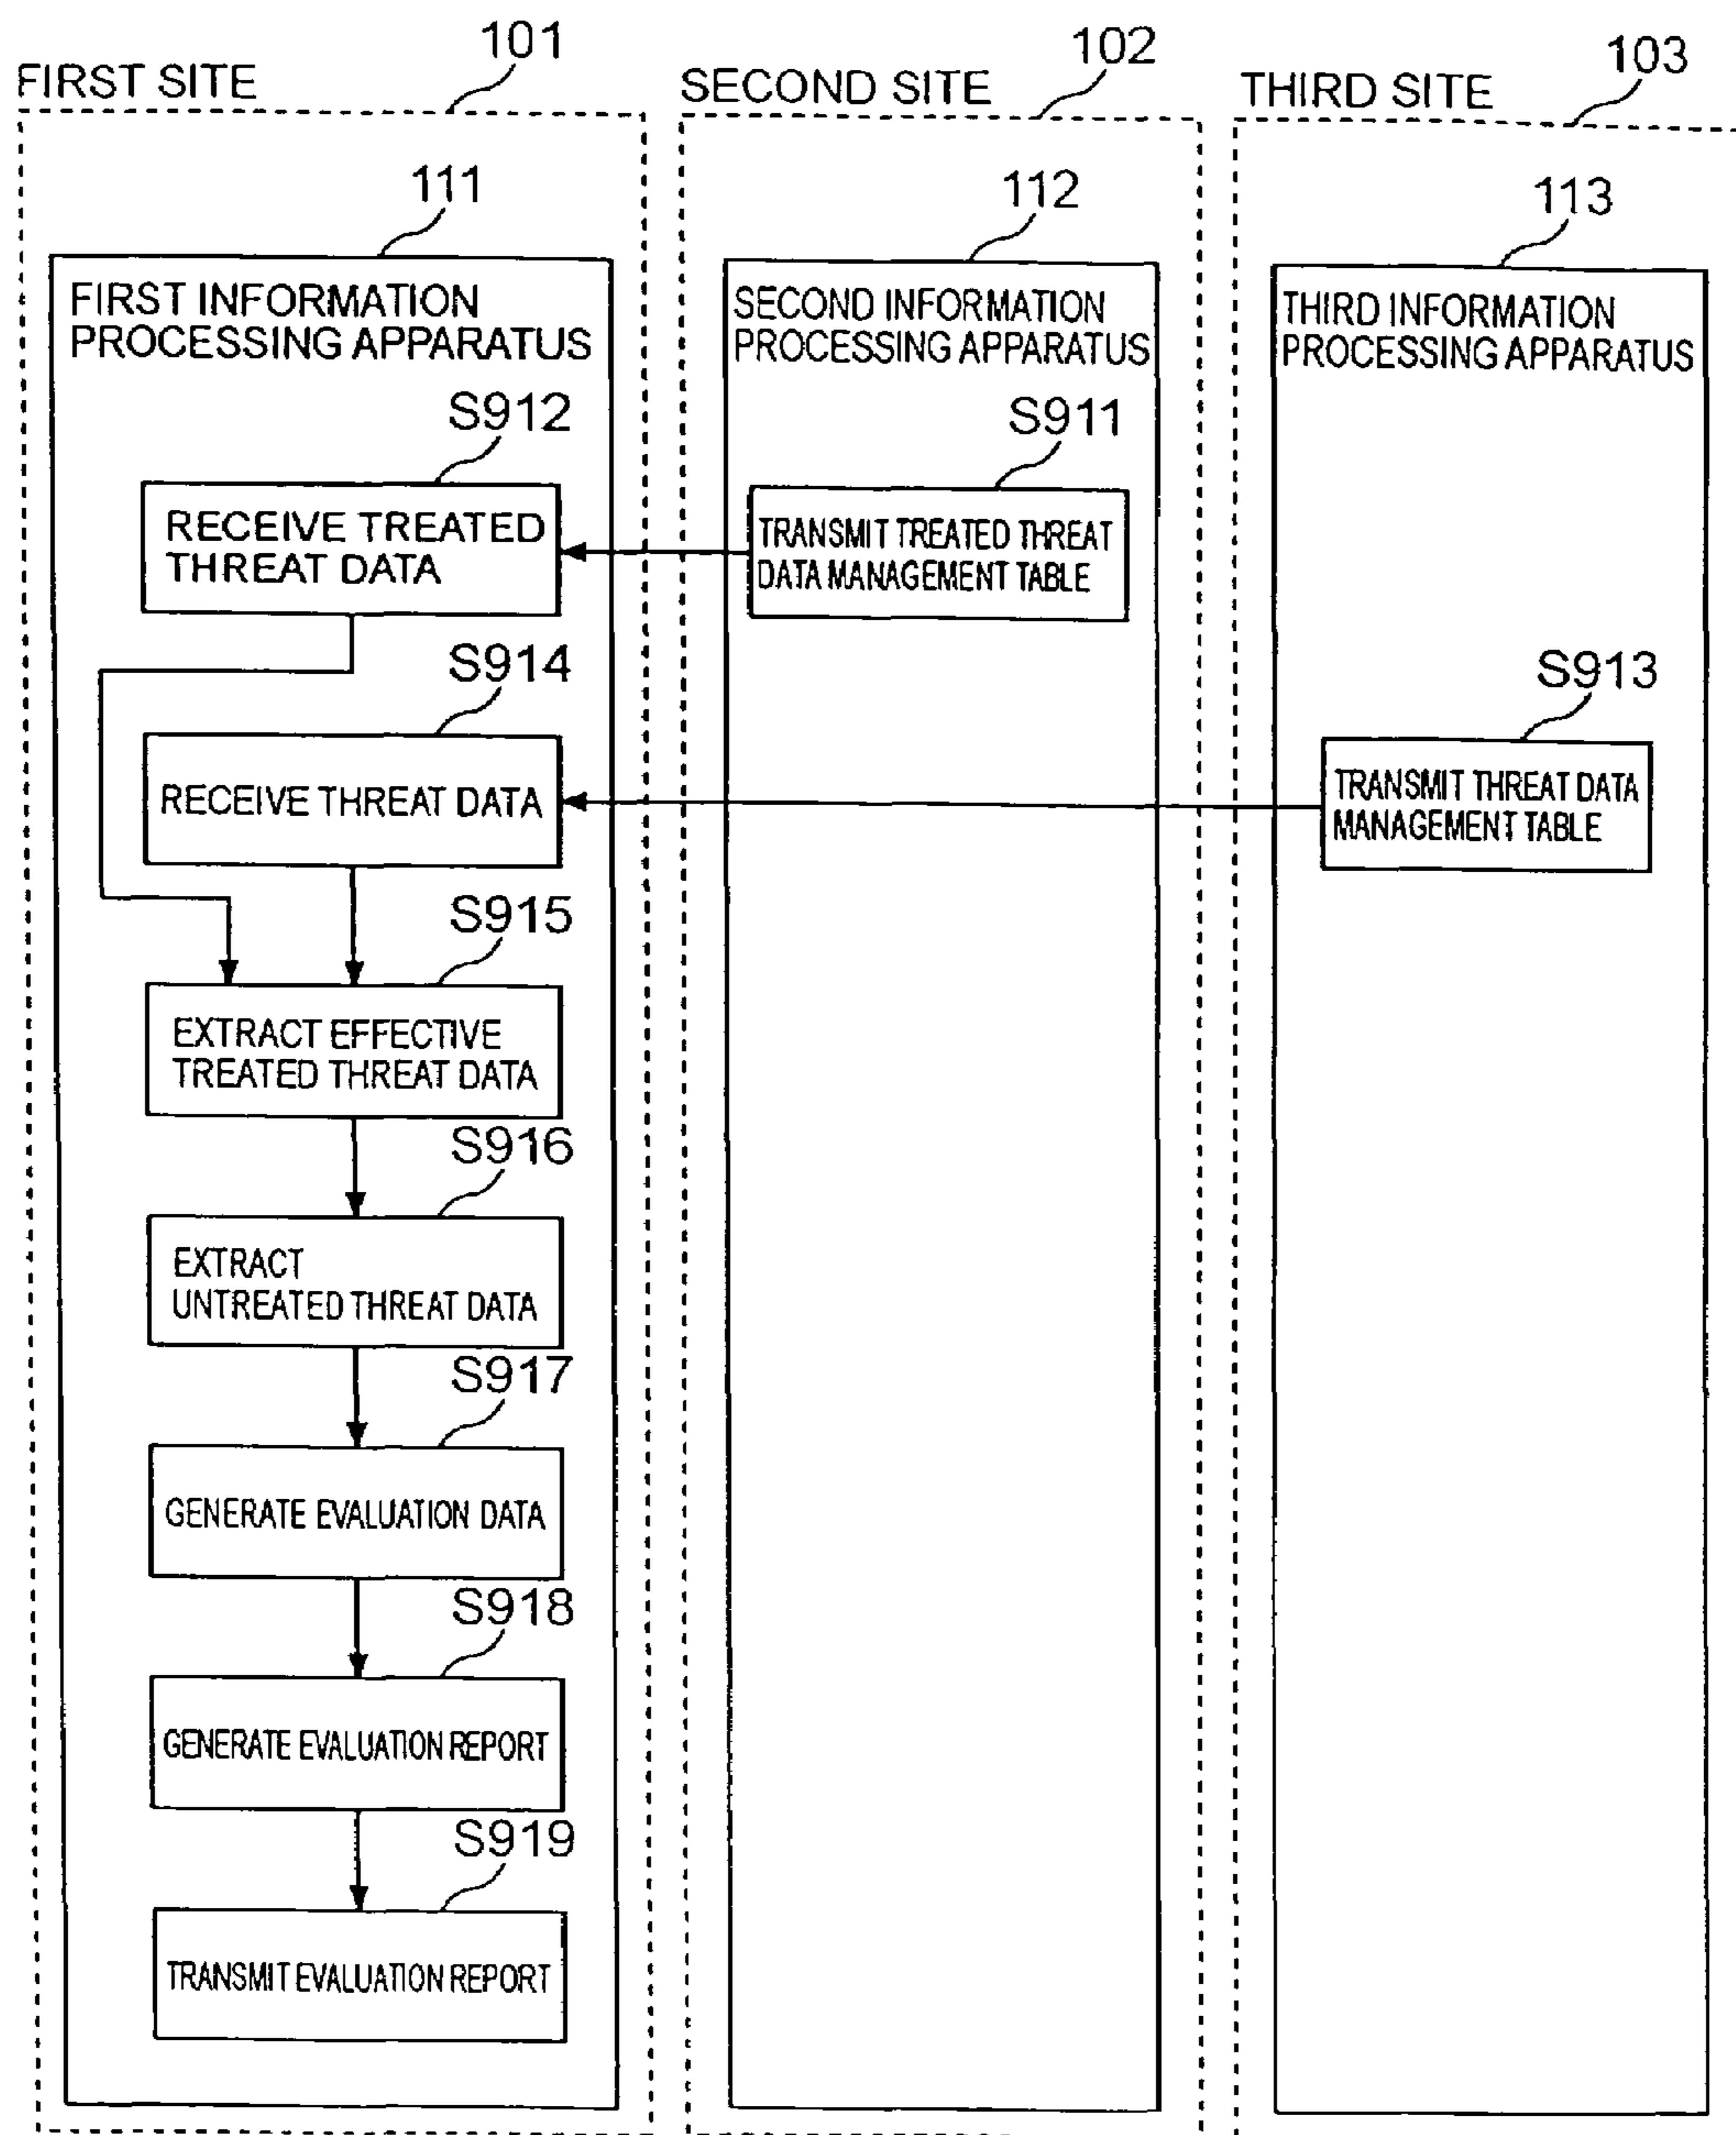 101
FIRST SITE
102
SECOND SITE
103
THIRD SITE
111
FIRST INFORMATION
PROCESSING APPARATUS
112
SECOND INFORMATION
PROCESSING APPARATUS
113
THIRD INFORMATION
PROCESSING APPARATUS
S912
RECEIVE TREATED
THREAT DATA
S911
TRANSMIT TREATED THREAT
DATA MANAGEMENT TABLE
S914
RECEIVE THREAT DATA
S913
TRANSMIT THREAT DATA
MANAGEMENT TABLE
S915
EXTRACT EFFECTIVE
TREATED THREAT DATA
S916
EXTRACT
UNTREATED THREAT DATA
S917
GENERATE EVALUATION DATA
S918
GENERATE EVALUATION REPORT
S919
TRANSMIT EVALUATION REPORT